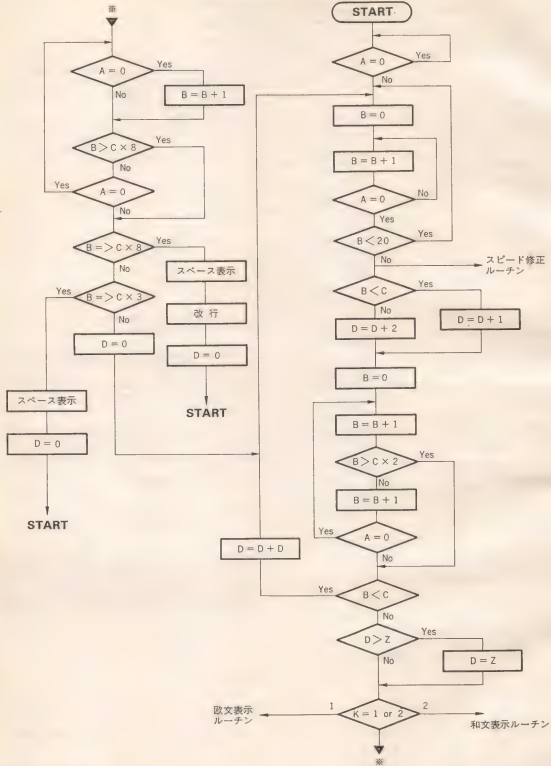 ※
A = 0
Yes
No
B = B + 1
B > C × 8
Yes
No
Yes
A = 0
No
B = > C × 8
Yes
No
スペース表示
改 行
D = 0
START
Yes
B = > C × 3
No
D = 0
スペース表示
D = 0
START
START
A = 0
Yes
No
B = 0
B = B + 1
A = 0
No
Yes
B < 20
Yes
No
スピード修正
ルーチン
B < C
Yes
No
D = D + 2
D = D + 1
B = 0
B = B + 1
B > C × 2
Yes
No
B = B + 1
Yes
A = 0
No
D = D + D
Yes
B < C
No
D > Z
Yes
No
D = Z
欧文表示
ルーチン
1
K = 1 or 2
2
和文表示ルーチン
※